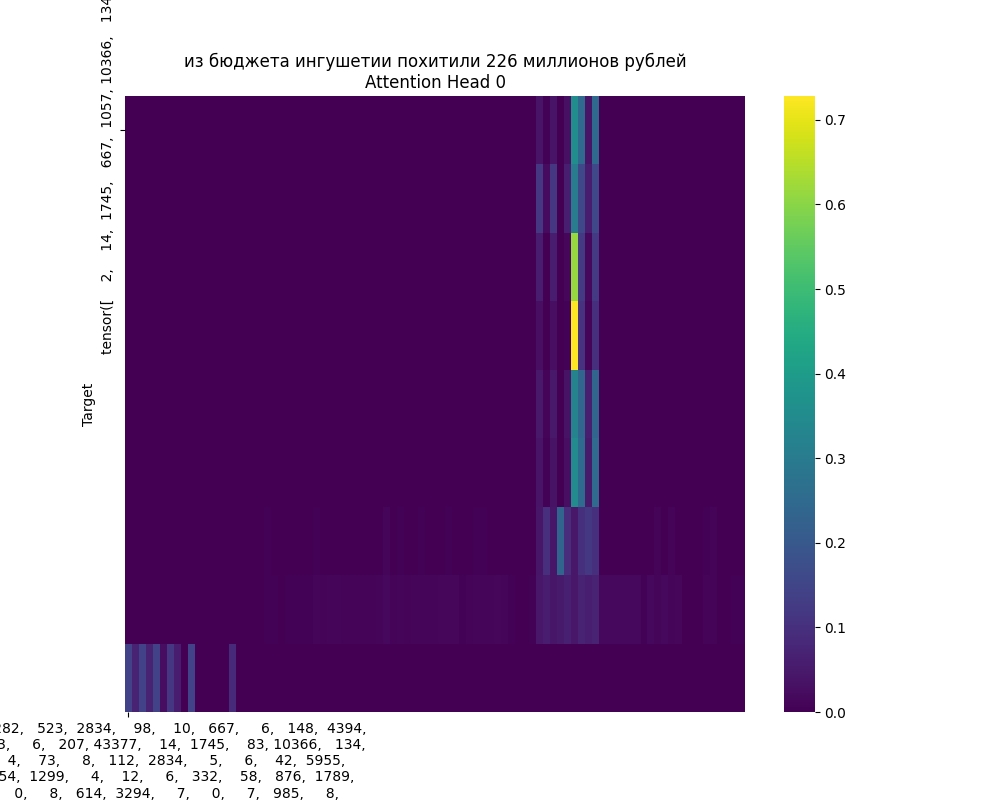 из бюджета ингушетии похитили 226 миллионов рублей
Attention Head 0
Target
tensor([ 2, 14, 1745, 667, 1057, 10366,
0.7
0.6
0.5
0.4
0.3
0.2
0.1
0.0
523, 2834, 98, 10, 667, 6, 148, 4394,
6, 207, 43377, 14, 1745, 83, 10366, 134,
4, 73, 8, 112, 2834, 5, 6, 42, 5955,
1299, 4, 12, 6, 332, 58, 876, 1789,
0, 8, 614, 3294, 7, 0, 7, 985, 8,